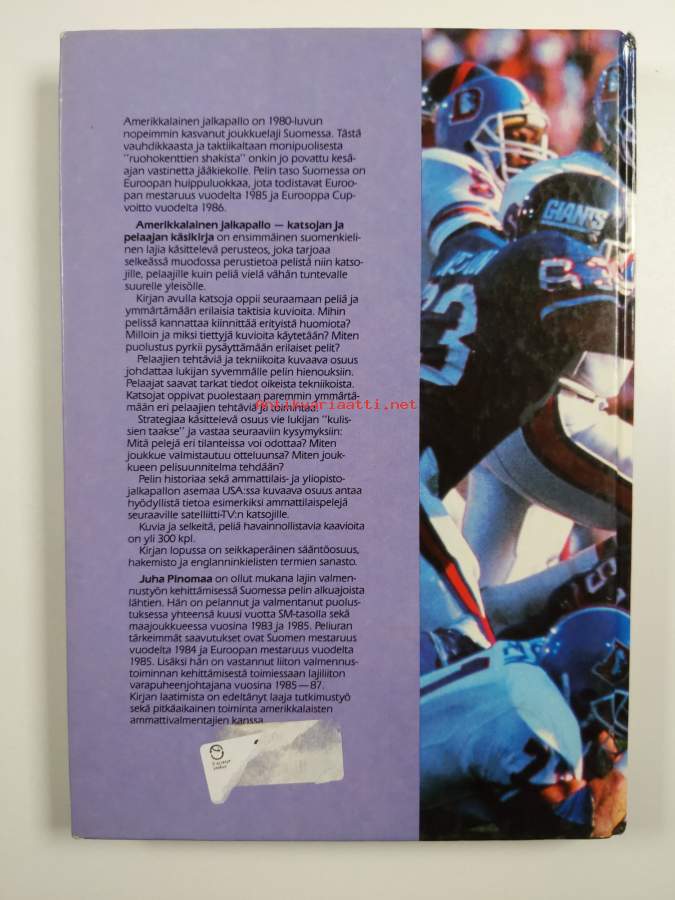 Amerikkalainen jalkapallo on 1980-luvun
nopeimmin kasvanut joukkuelaji Suomessa. Tästä
vauhdikkaasta ja taktiikaltaan monipuolisesta
"ruohokenttien shakista" onkin jo povattu kesä-
ajan vastinetta jääkiekolle. Pelin taso Suomessa on
Euroopan huippuluokkaa, jota todistavat Euroo-
pan mestaruus vuodelta 1985 ja Eurooppa Cup-
voitto vuodelta 1986.
Amerikkalainen jalkapallo — katsojan ja
pelaajan käsikirja on ensimmäinen suomenkieli-
nen lajia käsittelevä perusteos, joka tarjoaa
selkeässä muodossa perustietoa pelistä niin katso-
jille, pelaajille kuin peliä vielä vähän tuntevalle
suurelle yleisölle.
Kirjan avulla katsoja oppii seuraamaan peliä ja
ymmärtämään erilaisia taktisia kuvioita. Mihin
pelissä kannattaa kiinnittää erityistä huomiota?
Milloin ja miksi tiettyjä kuvioita käytetään? Miten
puolustus pyrkii pysäyttämään erilaiset pelit?
Pelaajien tehtäviä ja tekniikoita kuvaava osuus
johdattaa lukijan syvemmälle pelin hienouksiin.
Pelaajat saavat tarkat tiedot oikeista tekniikoista.
Katsojat oppivat puolestaan paremmin ymmärtä-
mään eri pelaajien tehtäviä ja toimintaa.
Antikvariaatti.net
Strategiaa käsittelevä osuus vie lukijan "kulis-
sien taakse" ja vastaa seuraaviin kysymyksiin:
Mitä pelejä eri tilanteissa voi odottaa? Miten
joukkue valmistautuu otteluunsa? Miten jouk-
kueen pelisuunnitelma tehdään?
Pelin historiaa sekä ammattilais- ja yliopisto-
jalkapallon asemaa USA:ssa kuvaava osuus antaa
hyödyllistä tietoa esimerkiksi ammattilaispelejä
seuraaville satelliitti-TV:n katsojille.
Kuvia ja selkeitä, peliä havainnollistavia kaavioita
on yli 300 kpl.
Kirjan lopussa on seikkaperäinen sääntöosuus,
hakemisto ja englanninkielisten termien sanasto.
Juha Pinomaa on ollut mukana lajin valmen-
nustyön kehittämisessä Suomessa pelin alkuajoista
lähtien. Hän on pelannut ja valmentanut puolus-
tuksessa yhteensä kuusi vuotta SM-tasolla sekä
maajoukkueessa vuosina 1983 ja 1985. Peliuran
tärkeimmät saavutukset ovat Suomen mestaruus
vuodelta 1984 ja Euroopan mestaruus vuodelta
1985. Lisäksi hän on vastannut liiton valmennus-
toiminnan kehittämisestä toimiessaan lajiliiton
varapuheenjohtajana vuosina 1985—87.
Kirjan laatimista on edeltänyt laaja tutkimustyö
sekä pitkäaikainen toiminta amerikkalaisten
ammattivalmentajien kanssa
GIANTS
83